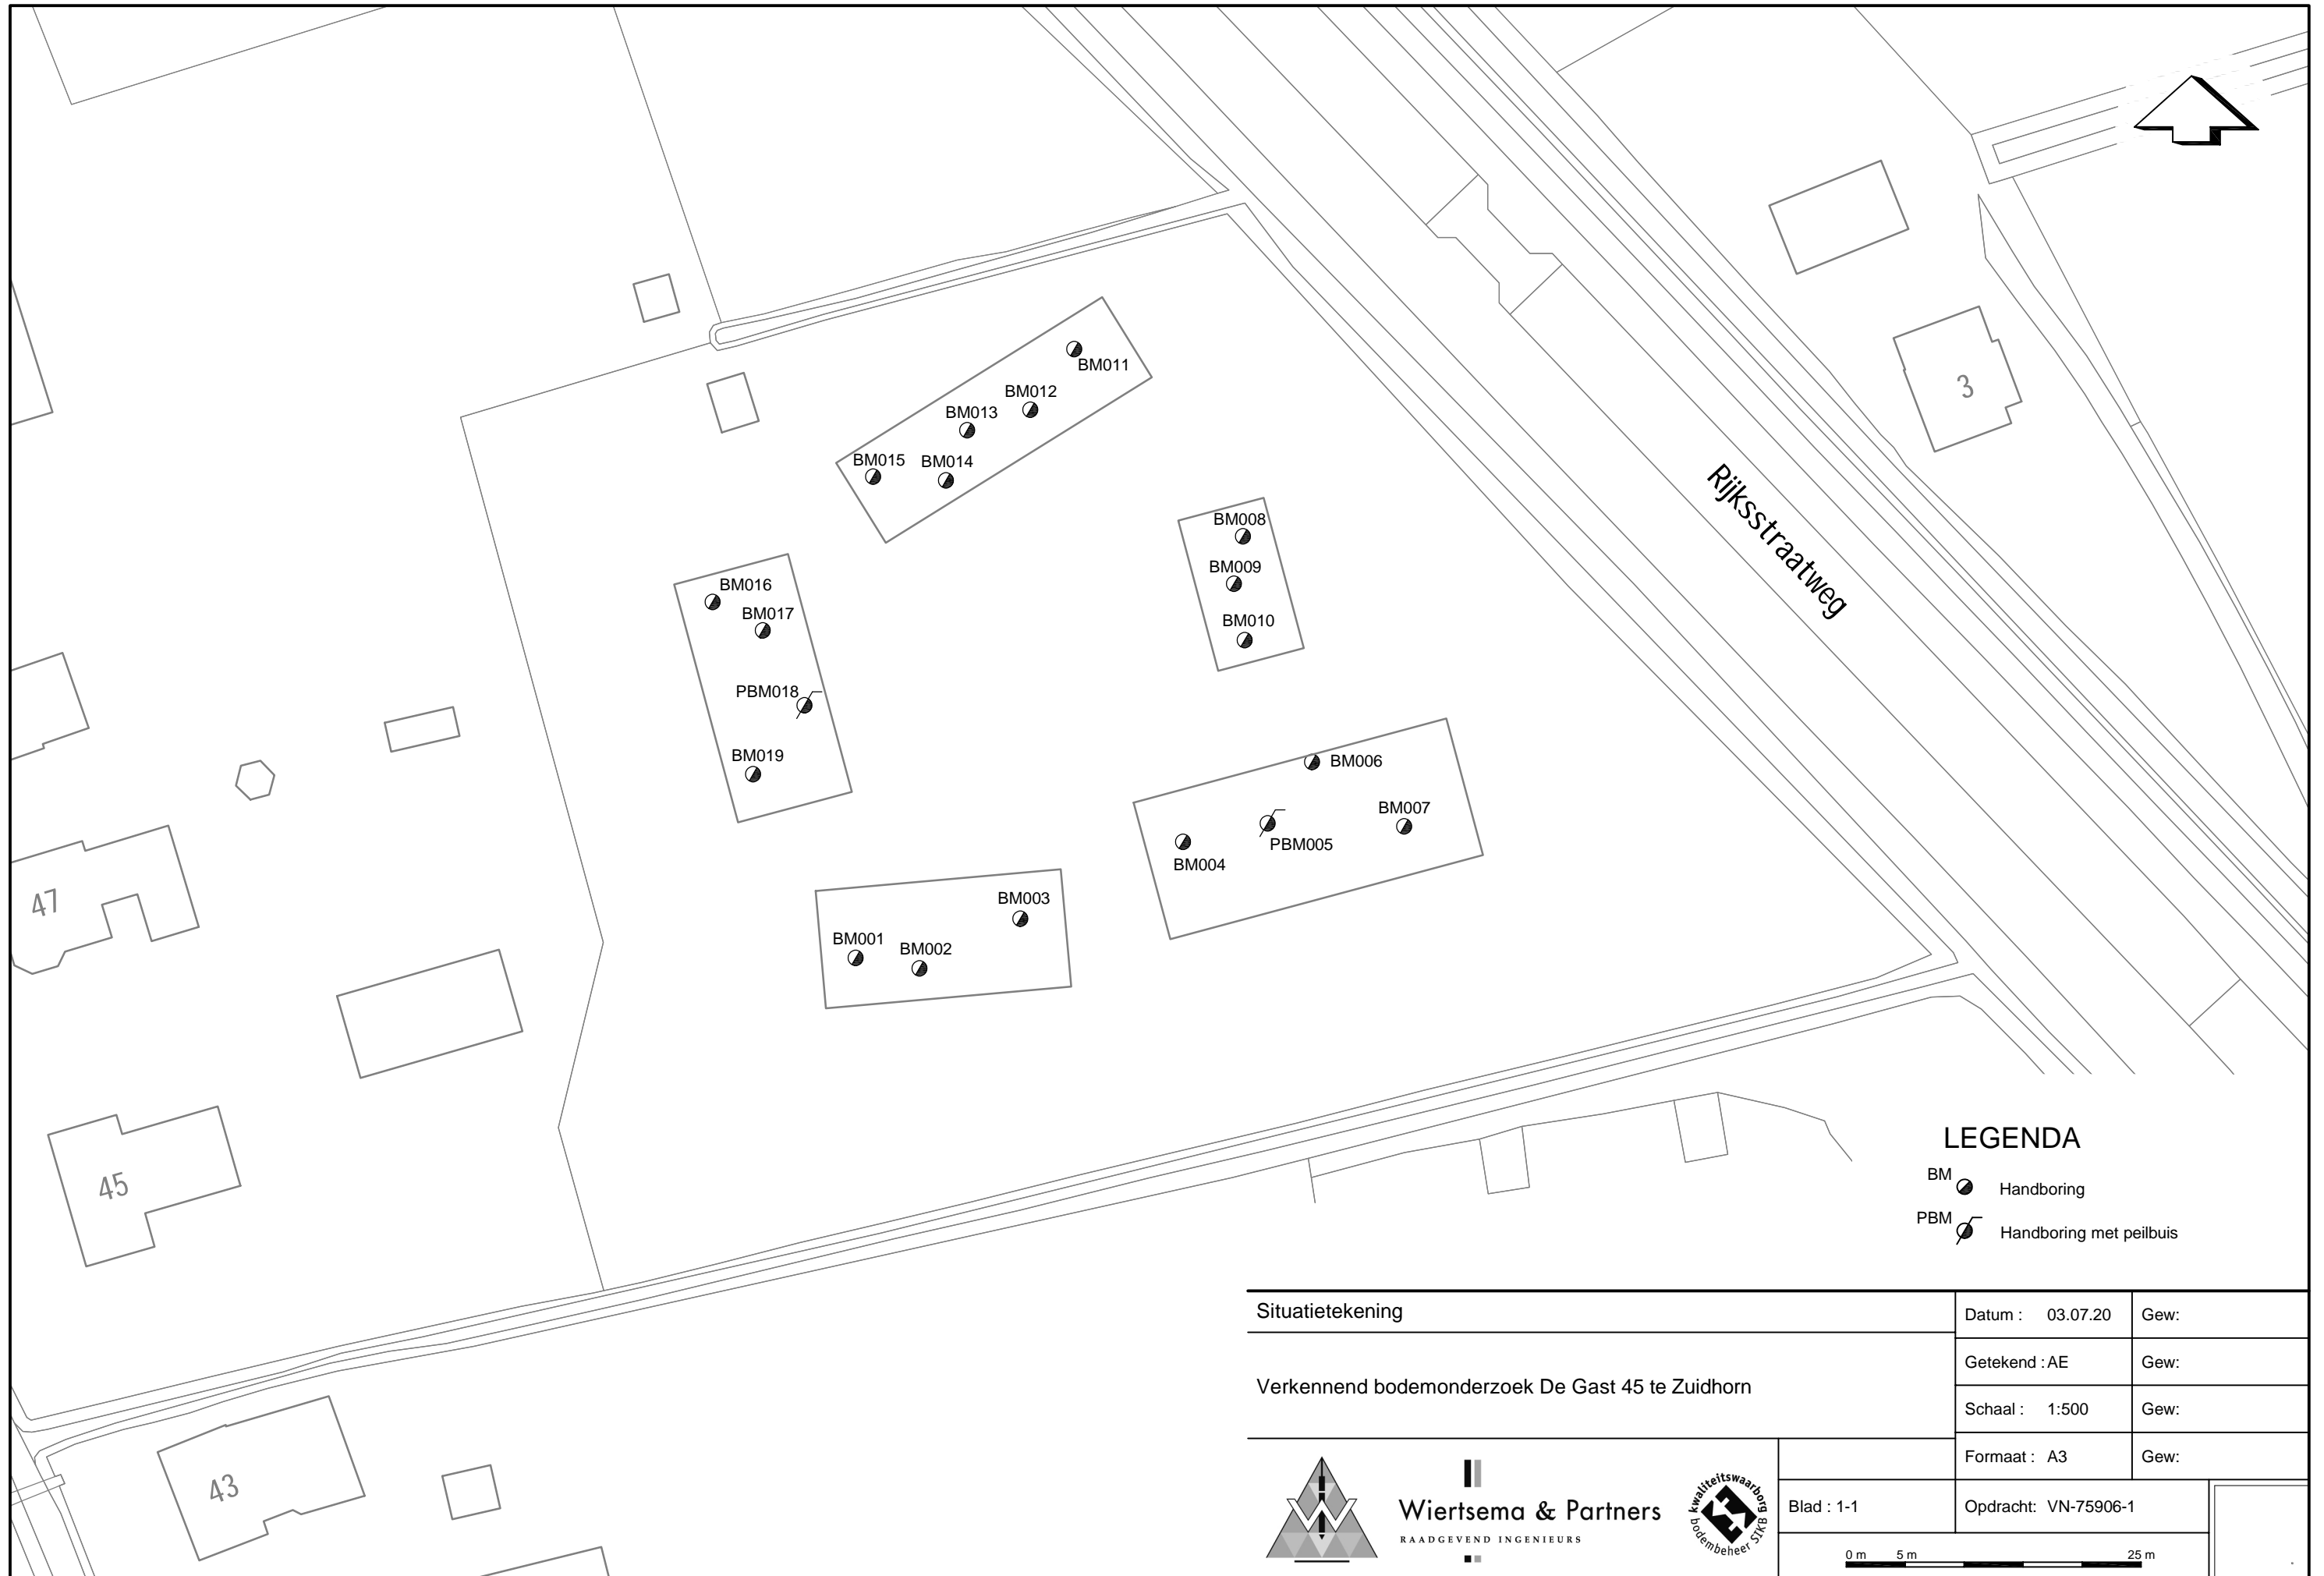 BM011
BM012
BM013
BM015
BM014
BM008
BM009
BM010
BM016
BM017
PBM018
BM019
BM006
BM007
PBM005
BM004
BM003
BM001
BM002
Rijksstraatweg
3
47
45
43
LEGENDA
BM Handboring
PBM Handboring met peilbuis
Situatietekening
Verkennend bodemonderzoek De Gast 45 te Zuidhorn
Datum : 03.07.20 Gew:
Getekend : AE Gew:
Schaal : 1:500 Gew:
Formaat : A3 Gew:
Wiertsema & Partners
RAADGEVEND INGENIEURS
kwaliteitswaarborg
bodembeheer SIKB
Blad : 1-1
Opdracht: VN-75906-1
0 m 5 m 25 m